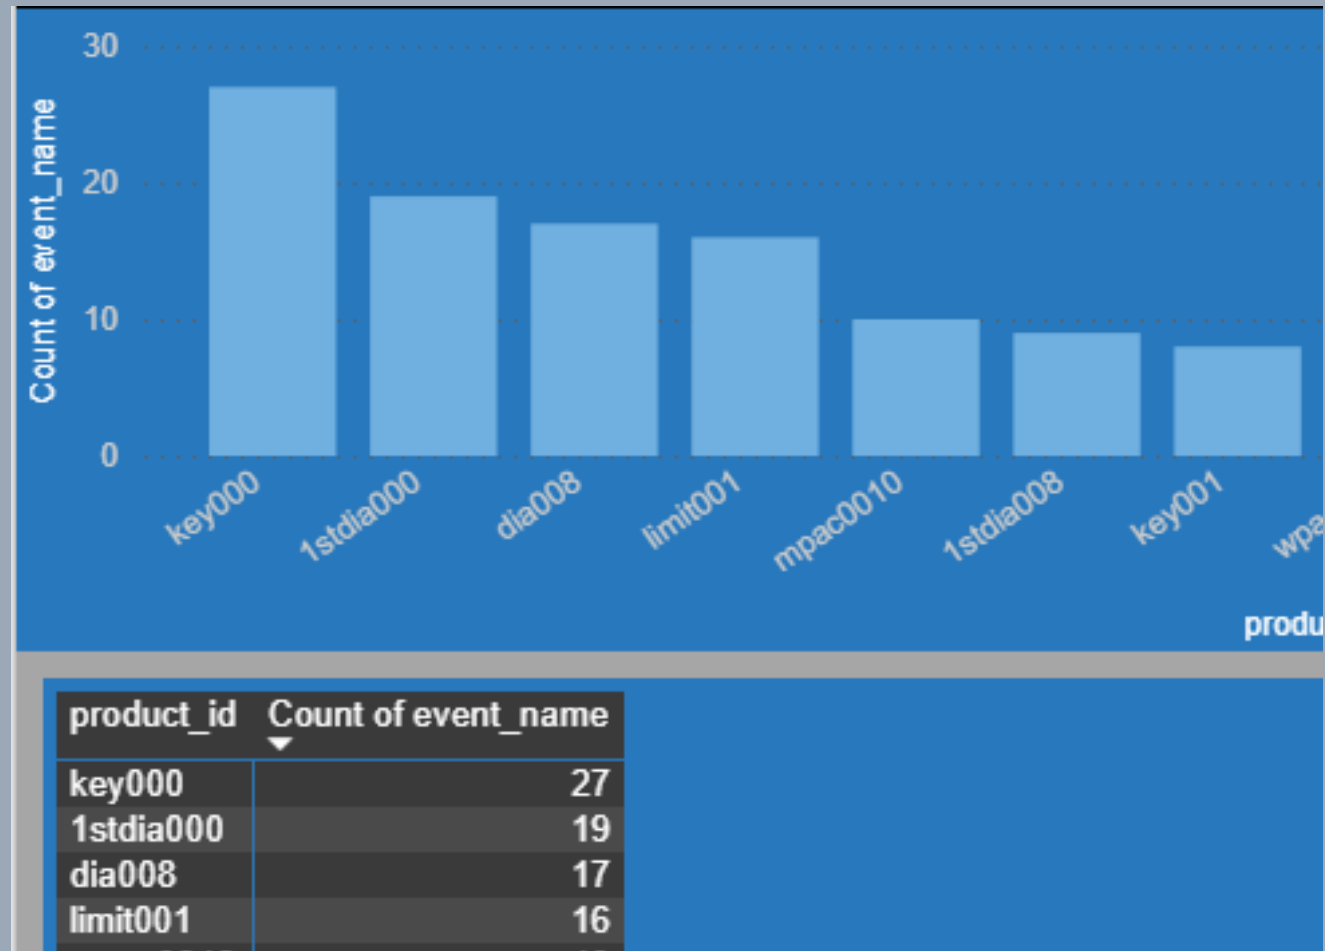 Count of event_name
30
20
10
0
key000
1stdia000
dia008
limit001
mpac0010
1stdia008
key001
product_id Count of event_name
key000 27
1stdia000 19
dia008 17
limit001 16